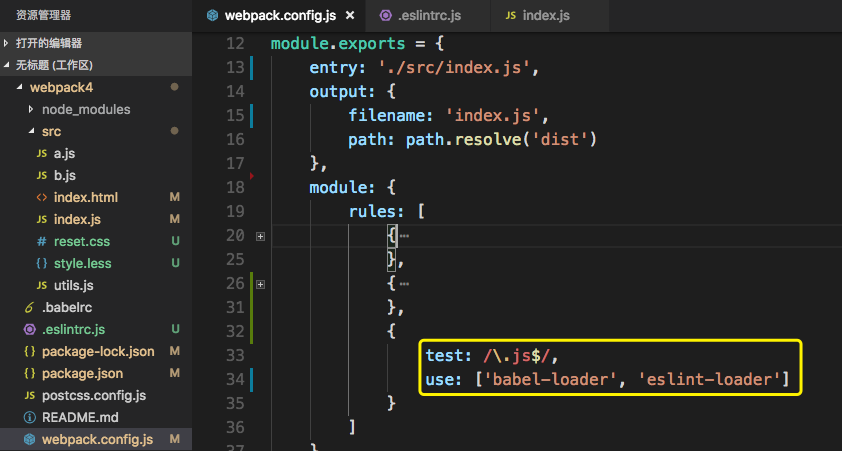 资源管理器
打开的编辑器
无标题 (工作区)
webpack4
node_modules
src
JS a.js
JS b.js
<> index.html M
JS index.js M
# reset.css U
{} style.less U
JS utils.js
.babelrc
.eslintrc.js U
{} package-lock.json M
{} package.json M
JS postcss.config.js
README.md
webpack.config.js M
webpack.config.js ×
.eslintrc.js
JS index.js
12 module.exports = {
13 entry: './src/index.js',
14 output: {
15 filename: 'index.js',
16 path: path.resolve('dist')
17 },
18 module: {
19 rules: [
20 {⋯
25 },
26 {⋯
31 },
32 {
33 test: /\.js$/,
34 use: ['babel-loader', 'eslint-loader']
35 }
36 ]
37 }